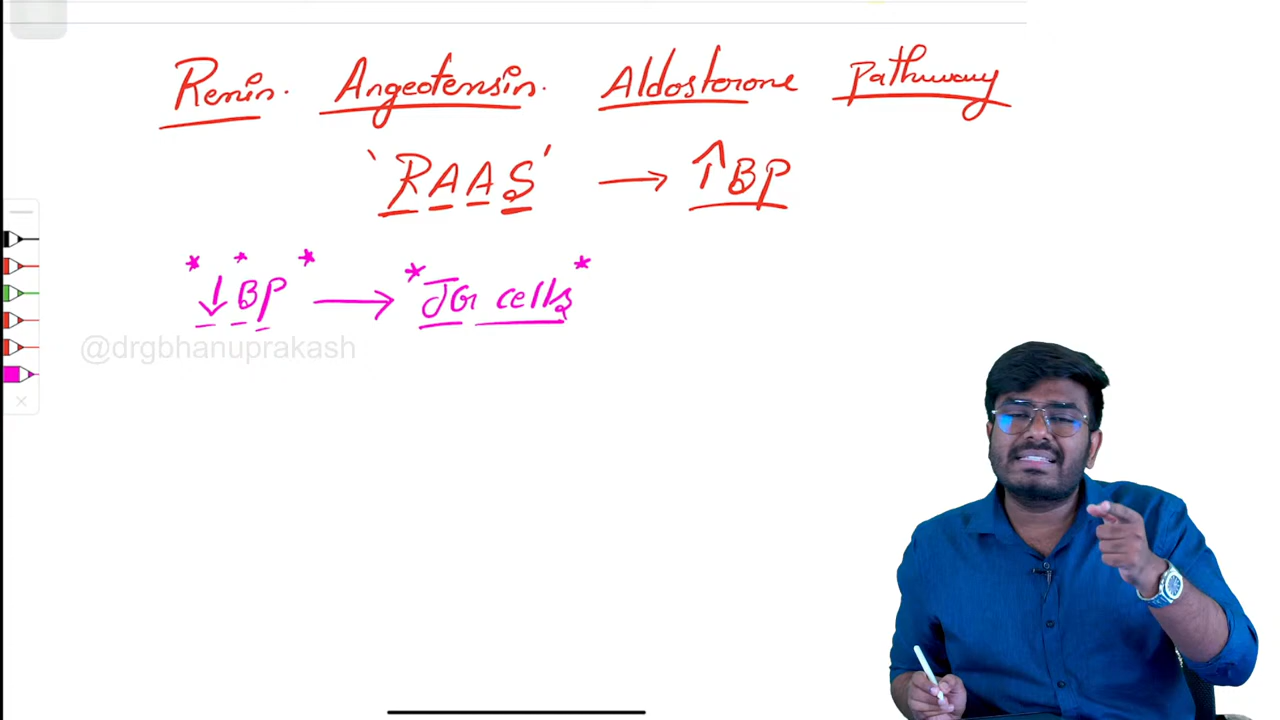 Renin. Angeotensin. Aldosterone Pathway
'RAAS' → ↑BP
* * * * *
↓BP → JG cells
@drgbhanuprakash